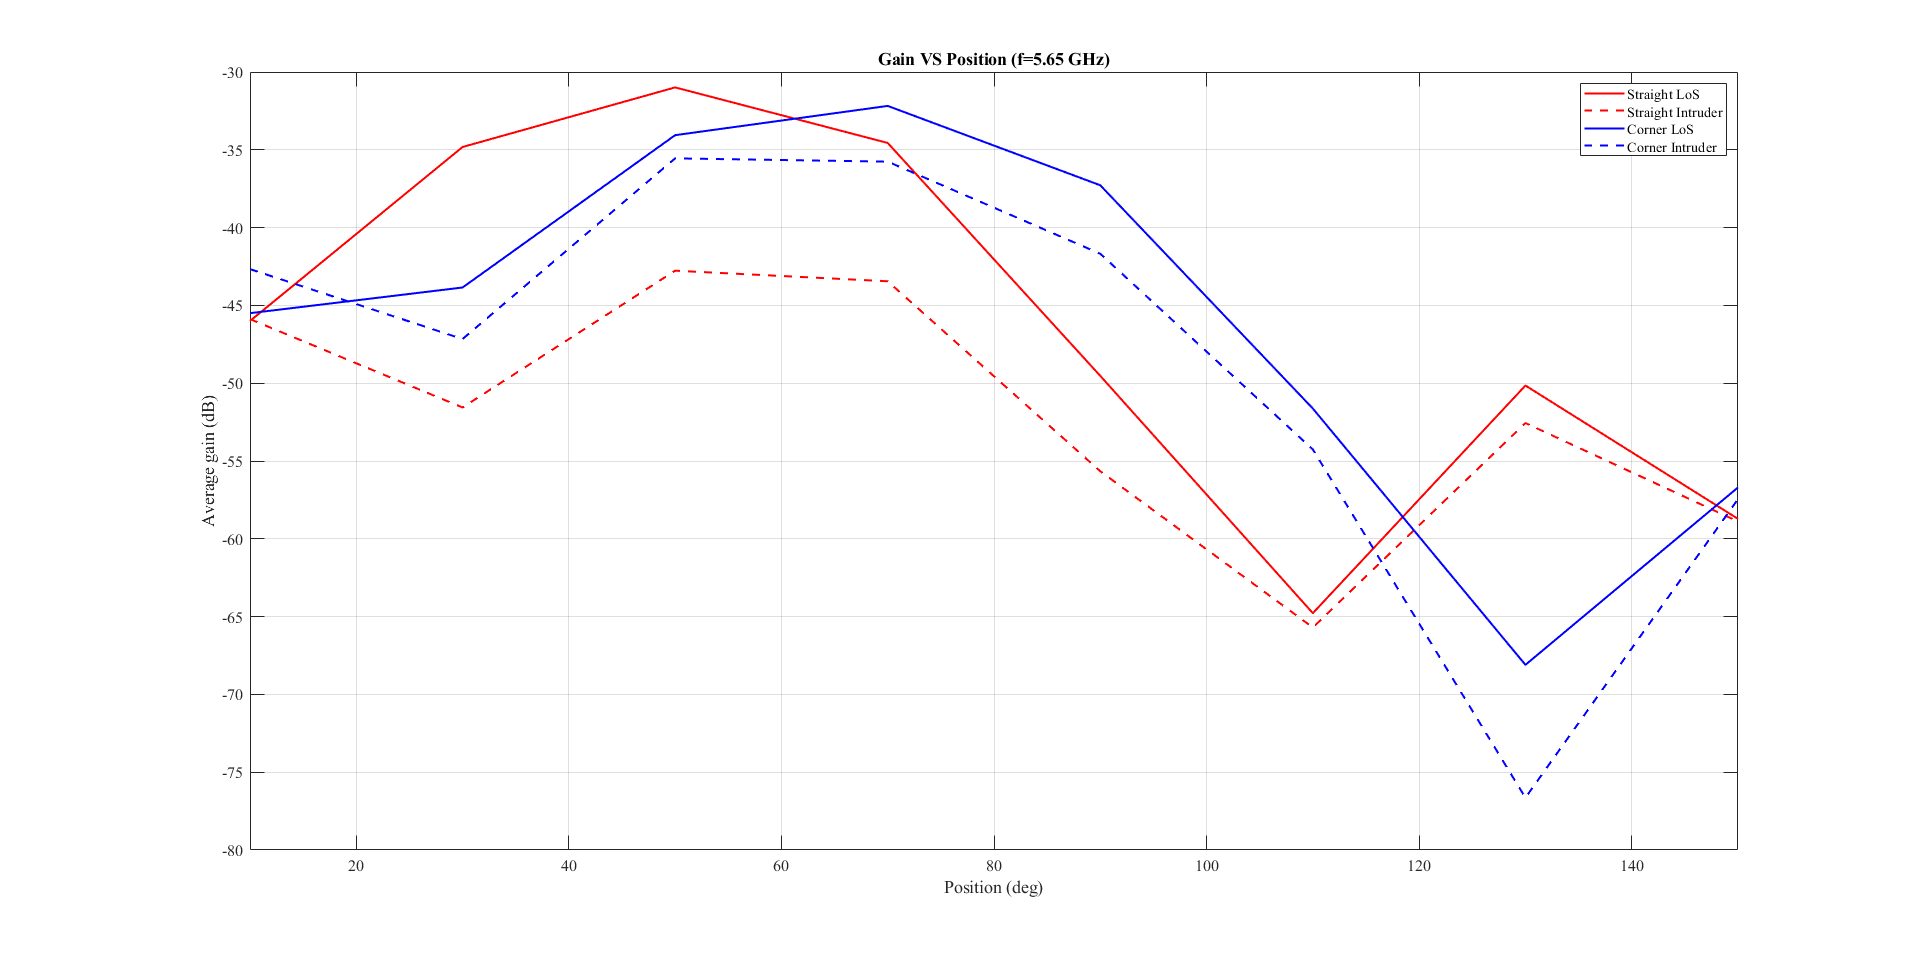 Gain VS Position (f=5.65 GHz)
-30
-35
-40
-45
-50
-55
-60
-65
-70
-75
-80
Average gain (dB)
Straight LoS
Straight Intruder
Corner LoS
Corner Intruder
20 40 60 80 100 120 140
Position (deg)